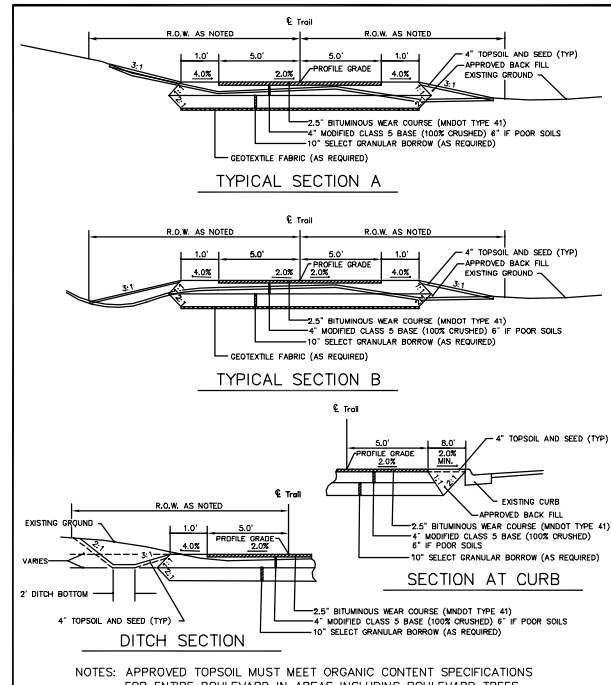 ℄ Trail
R.O.W. AS NOTED R.O.W. AS NOTED
1.0' 5.0' 5.0' 1.0'
4" TOPSOIL AND SEED (TYP)
3:1 4.0% 2.0% PROFILE GRADE 4.0%
APPROVED BACK FILL
3:1 EXISTING GROUND
1:1 2:1
2.5" BITUMINOUS WEAR COURSE (MNDOT TYPE 41)
4" MODIFIED CLASS 5 BASE (100% CRUSHED) 6" IF POOR SOILS
10" SELECT GRANULAR BORROW (AS REQUIRED)
GEOTEXTILE FABRIC (AS REQUIRED)
TYPICAL SECTION A
℄ Trail
R.O.W. AS NOTED R.O.W. AS NOTED
1.0' 5.0' 5.0' 1.0'
4" TOPSOIL AND SEED (TYP)
PROFILE GRADE
4.0% 2.0% 2.0% 4.0%
APPROVED BACK FILL
3:1 3:1 EXISTING GROUND
1:1 2:1
2.5" BITUMINOUS WEAR COURSE (MNDOT TYPE 41)
4" MODIFIED CLASS 5 BASE (100% CRUSHED) 6" IF POOR SOILS
10" SELECT GRANULAR BORROW (AS REQUIRED)
GEOTEXTILE FABRIC (AS REQUIRED)
TYPICAL SECTION B
℄ Trail
5.0' 8.0'
4" TOPSOIL AND SEED (TYP)
PROFILE GRADE 2.0%
2.0% MIN.
1:1 2:1
EXISTING CURB
APPROVED BACK FILL
2.5" BITUMINOUS WEAR COURSE (MNDOT TYPE 41)
4" MODIFIED CLASS 5 BASE (100% CRUSHED)
6" IF POOR SOILS
10" SELECT GRANULAR BORROW (AS REQUIRED)
SECTION AT CURB
℄ Trail
R.O.W. AS NOTED
EXISTING GROUND
1.0' 5.0'
PROFILE GRADE
4.0% 2.0%
2:1 3:1 1:1
2:1
VARIES
2' DITCH BOTTOM
4" TOPSOIL AND SEED (TYP)
2.5" BITUMINOUS WEAR COURSE (MNDOT TYPE 41)
4" MODIFIED CLASS 5 BASE (100% CRUSHED) 6" IF POOR SOILS
10" SELECT GRANULAR BORROW (AS REQUIRED)
DITCH SECTION
NOTES: APPROVED TOPSOIL MUST MEET ORGANIC CONTENT SPECIFICATIONS
FOR ENTIRE BOULEVARD IN AREAS INCLUDING BOULEVARD TREES